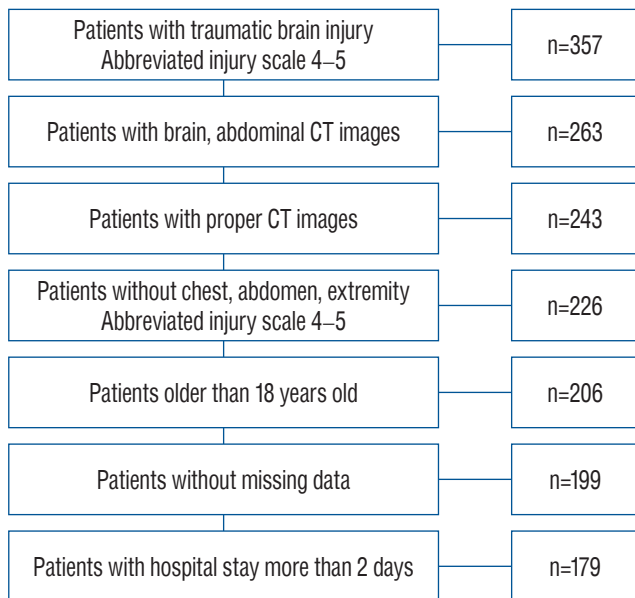 Patients with traumatic brain injury
Abbreviated injury scale 4–5
n=357
Patients with brain, abdominal CT images
n=263
Patients with proper CT images
n=243
Patients without chest, abdomen, extremity
Abbreviated injury scale 4–5
n=226
Patients older than 18 years old
n=206
Patients without missing data
n=199
Patients with hospital stay more than 2 days
n=179